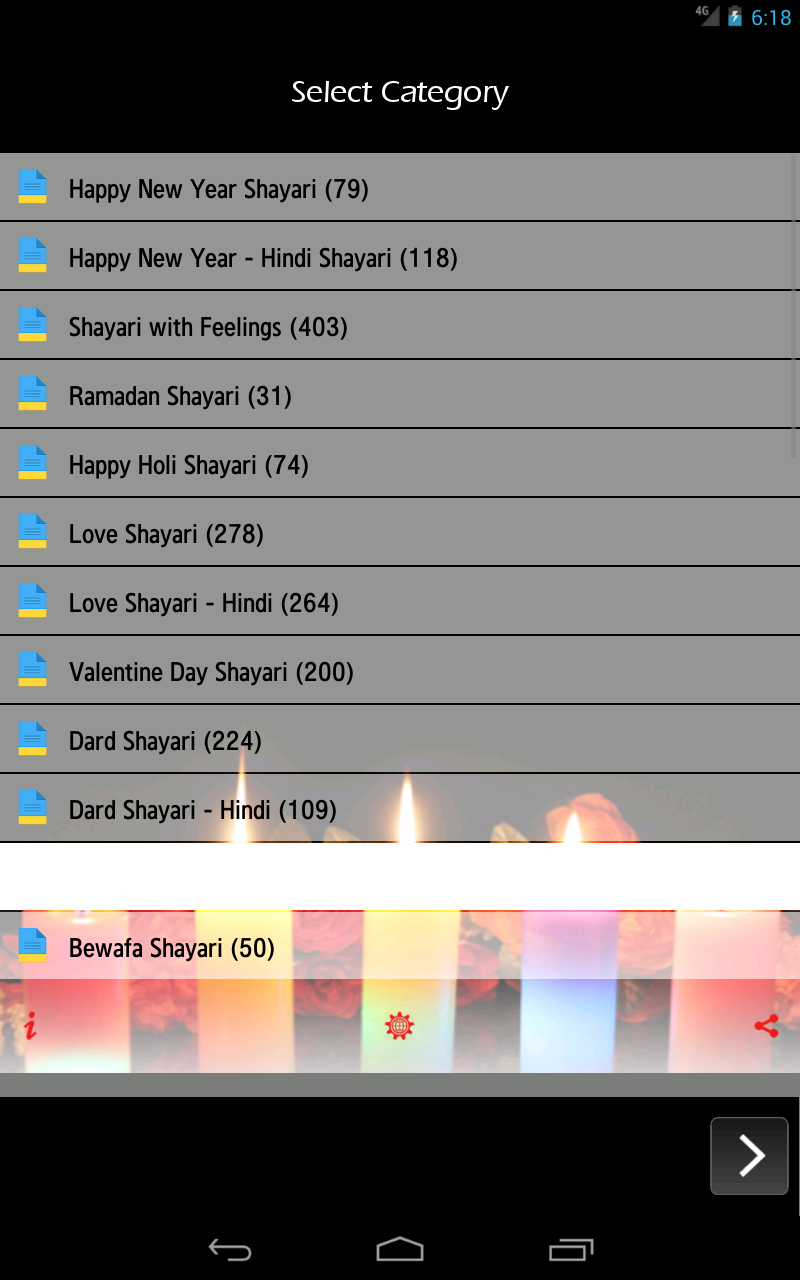 4G 6:18
Select Category
Happy New Year Shayari (79)
Happy New Year - Hindi Shayari (118)
Shayari with Feelings (403)
Ramadan Shayari (31)
Happy Holi Shayari (74)
Love Shayari (278)
Love Shayari - Hindi (264)
Valentine Day Shayari (200)
Dard Shayari (224)
Dard Shayari - Hindi (109)
Bewafa Shayari (50)